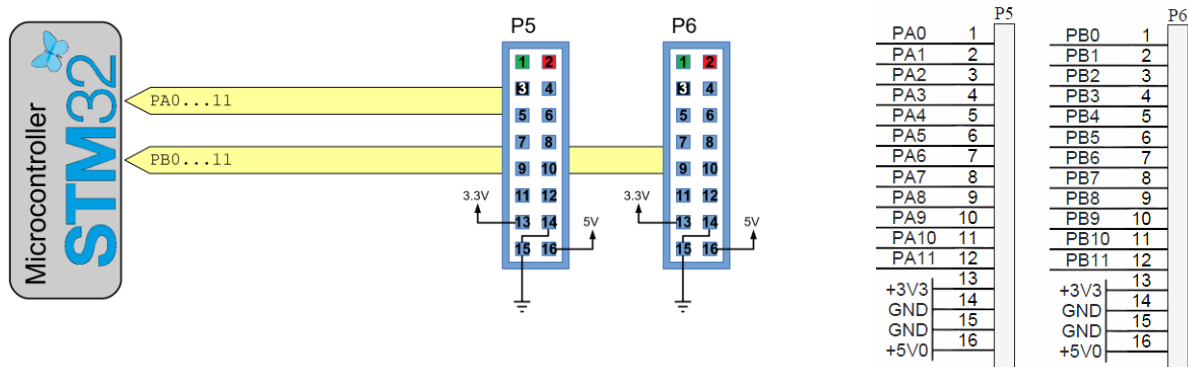 Microcontroller
STM32
PA0...11
PB0...11
P5
1 2
3 4
5 6
7 8
9 10
11 12
13 14
15 16
3.3V
5V
P6
1 2
3 4
5 6
7 8
9 10
11 12
13 14
15 16
3.3V
5V
P5
PA0 1
PA1 2
PA2 3
PA3 4
PA4 5
PA5 6
PA6 7
PA7 8
PA8 9
PA9 10
PA10 11
PA11 12
+3V3 13
GND 14
GND 15
+5V0 16
P6
PB0 1
PB1 2
PB2 3
PB3 4
PB4 5
PB5 6
PB6 7
PB7 8
PB8 9
PB9 10
PB10 11
PB11 12
+3V3 13
GND 14
GND 15
+5V0 16